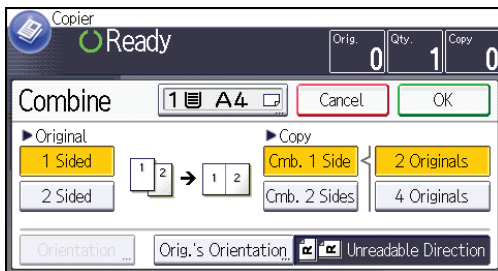 Copier
Ready
Orig. 0 Qty. 1 Copy 0
Combine 1 A4 Cancel OK
Original Copy
1 Sided 1 2 1 2 Cmb. 1 Side 2 Originals
2 Sided Cmb. 2 Sides 4 Originals
Orientation Orig.'s Orientation R R Unreadable Direction